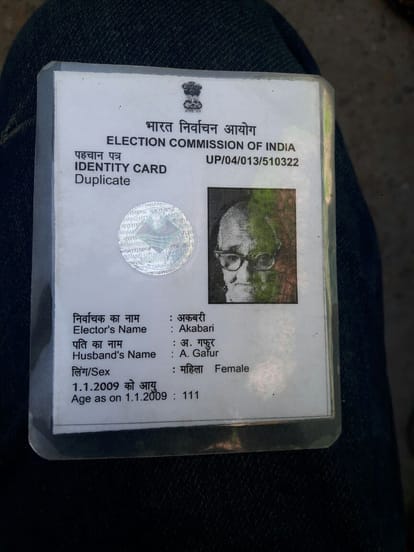 भारत निर्वाचन आयोग
ELECTION COMMISSION OF INDIA
पहचान पत्र UP/04/013/510322
IDENTITY CARD
Duplicate
निर्वाचक का नाम : अकबरी
Elector's Name : Akabari
पति का नाम : अ. गफुर
Husband's Name : A. Gafur
लिंग/Sex : महिला Female
1.1.2009 को आयु
Age as on 1.1.2009 : 111